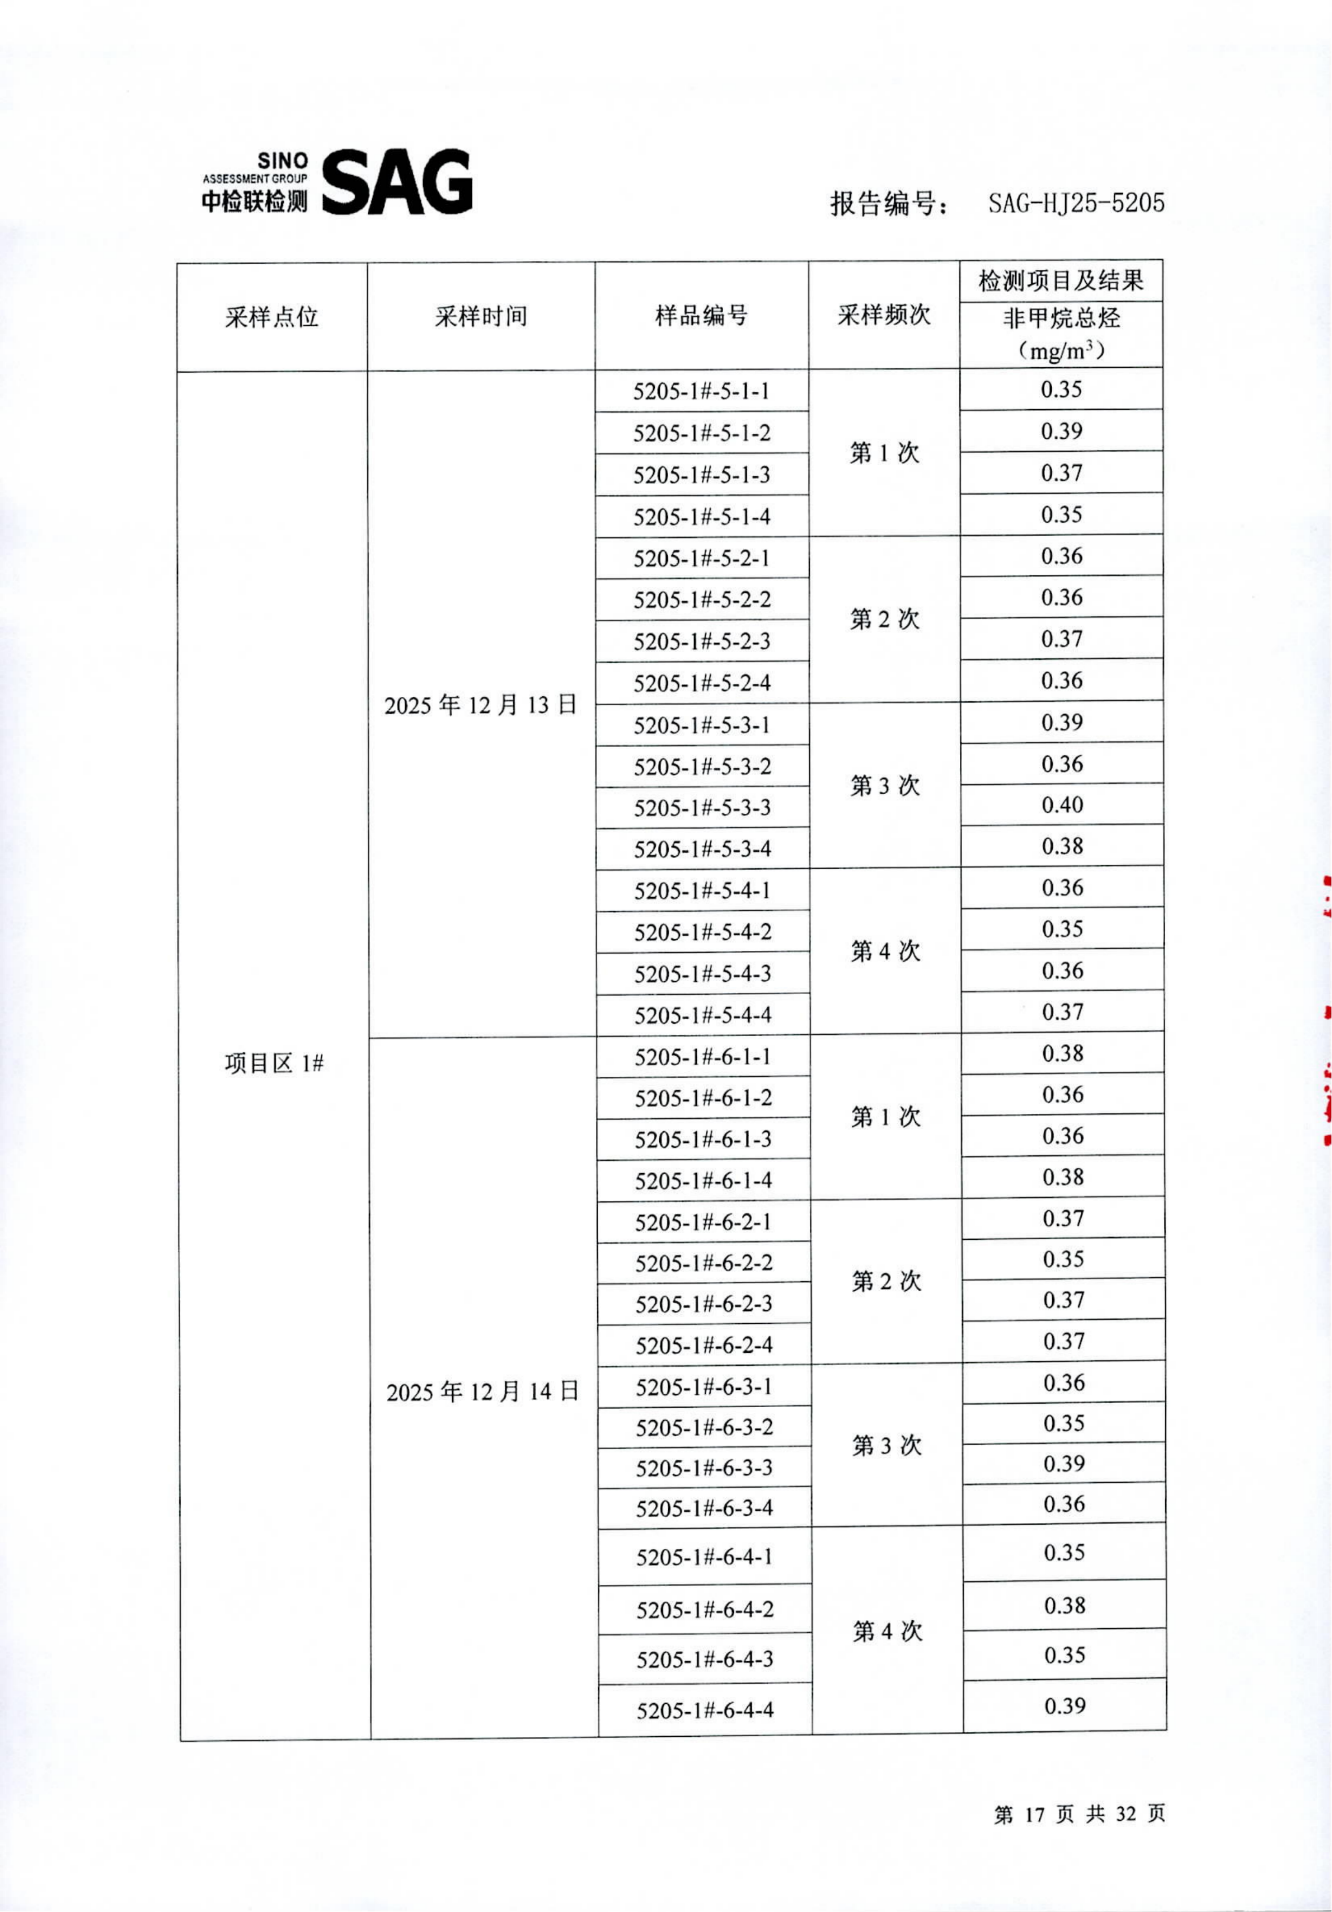 SINO
ASSESSMENT GROUP
中检联检测
SAG
报告编号： SAG-HJ25-5205
采样点位 采样时间 样品编号 采样频次 检测项目及结果
非甲烷总烃
（mg/m³）
项目区 1#
2025 年 12 月 13 日
第 1 次
5205-1#-5-1-1 0.35
5205-1#-5-1-2 0.39
5205-1#-5-1-3 0.37
5205-1#-5-1-4 0.35
第 2 次
5205-1#-5-2-1 0.36
5205-1#-5-2-2 0.36
5205-1#-5-2-3 0.37
5205-1#-5-2-4 0.36
第 3 次
5205-1#-5-3-1 0.39
5205-1#-5-3-2 0.36
5205-1#-5-3-3 0.40
5205-1#-5-3-4 0.38
第 4 次
5205-1#-5-4-1 0.36
5205-1#-5-4-2 0.35
5205-1#-5-4-3 0.36
5205-1#-5-4-4 0.37
2025 年 12 月 14 日
第 1 次
5205-1#-6-1-1 0.38
5205-1#-6-1-2 0.36
5205-1#-6-1-3 0.36
5205-1#-6-1-4 0.38
第 2 次
5205-1#-6-2-1 0.37
5205-1#-6-2-2 0.35
5205-1#-6-2-3 0.37
5205-1#-6-2-4 0.37
第 3 次
5205-1#-6-3-1 0.36
5205-1#-6-3-2 0.35
5205-1#-6-3-3 0.39
5205-1#-6-3-4 0.36
第 4 次
5205-1#-6-4-1 0.35
5205-1#-6-4-2 0.38
5205-1#-6-4-3 0.35
5205-1#-6-4-4 0.39
第 17 页 共 32 页